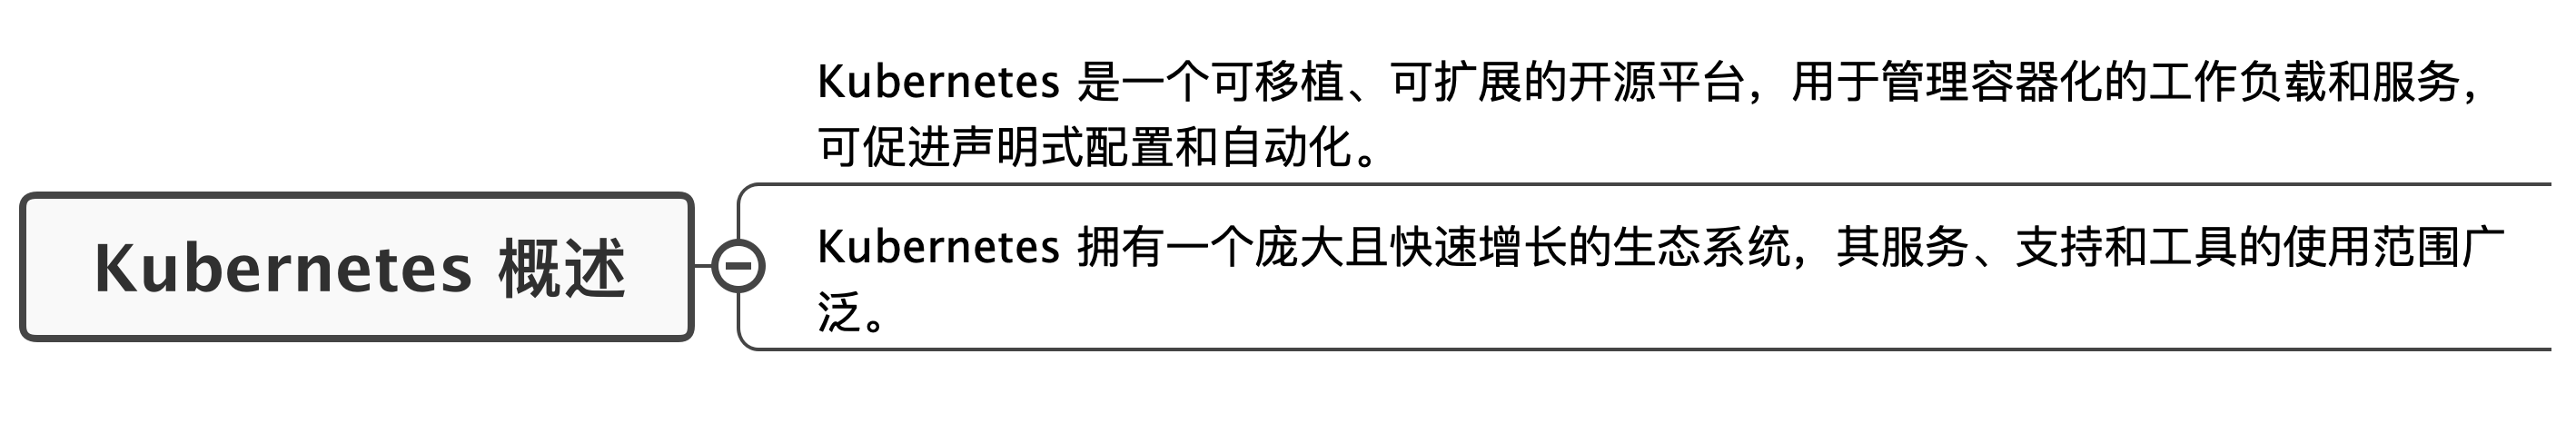 Kubernetes 概述
Kubernetes 是一个可移植、可扩展的开源平台，用于管理容器化的工作负载和服务，
可促进声明式配置和自动化。
Kubernetes 拥有一个庞大且快速增长的生态系统，其服务、支持和工具的使用范围广
泛。